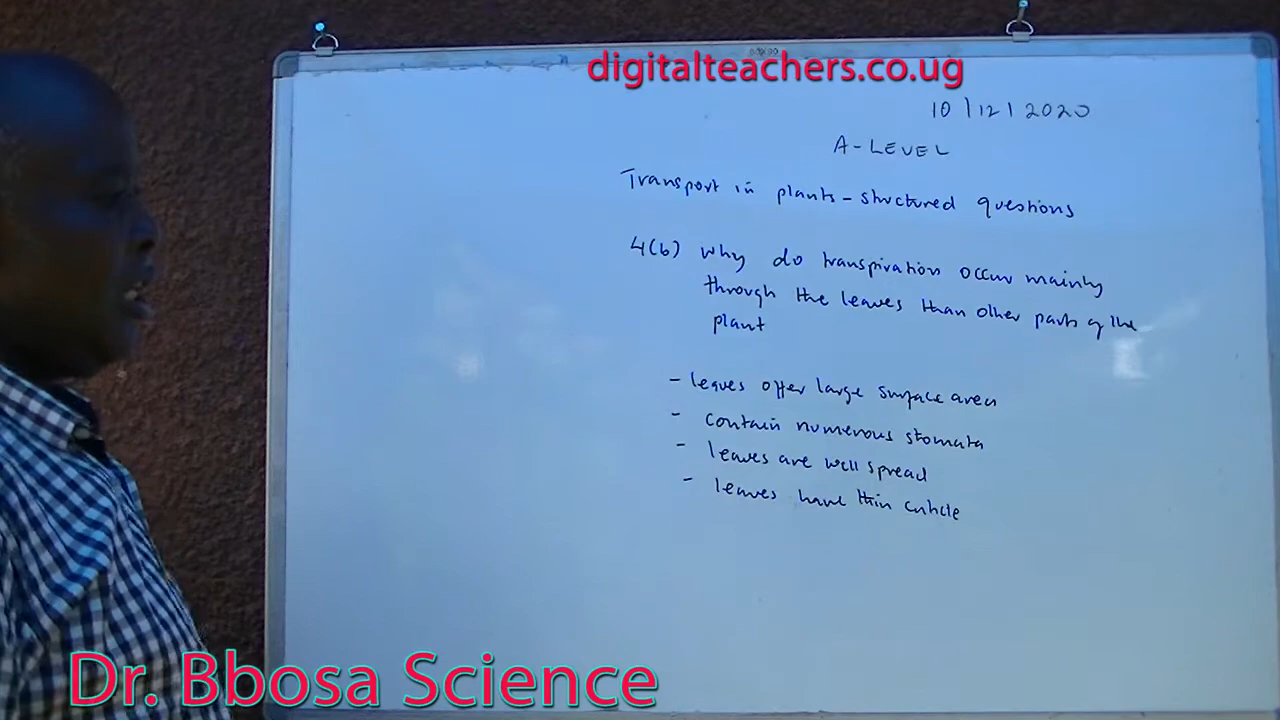 digitalteachers.co.ug
10/12/2020
A-LEVEL
Transport in plants - structured questions
4(b) Why do transpiration occur mainly
through the leaves than other parts of the
plant
- leaves offer large surface area
- contain numerous stomata
- leaves are well spread
- leaves have thin cuticle
Dr. Bbosa Science